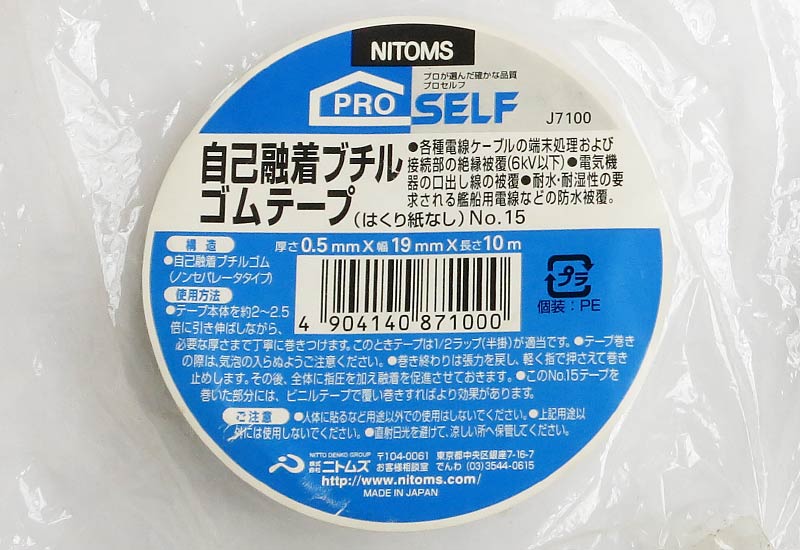 NITOMS
プロが選んだ確かな品質
プロセルフ
PRO SELF J7100
自己融着ブチル
ゴムテープ(はくり紙なし)No.15
●各種電線ケーブルの端末処理および
接続部の絶縁被覆(6kV以下)●電気機
器の口出し線の被覆●耐水・耐湿性の要
求される艦船用電線などの防水被覆。
構造 厚さ0.5mm×幅19mm×長さ10m
●自己融着ブチルゴム
(ノンセパレータタイプ)
使用方法
●テープ本体を約2~2.5
倍に引き伸ばしながら、
4 904140 871000
プラ
個装:PE
必要な厚さまで丁寧に巻きつけます。このときテープは1/2ラップ(半掛)が適当です。●テープ巻き
の際は、気泡の入らぬようご注意ください。●巻き終わりは張力を戻し、軽く指で押さえて巻き
止めします。その後、全体に指圧を加え融着を促進させておきます。●このNo.15テープを
巻いた部分には、ビニルテープで覆い巻きすればより効果があります。
ご注意 ●人体に貼るなど用途以外での使用はしないでください。●上記用途以
外には使用しないでください。●直射日光を避けて、涼しい所へ保管してください。
NITTO DENKO GROUP
株式会社ニトムズ 〒104-0061 東京都中央区銀座7-16-7
お客様相談室 でんわ(03)3544-0615
http://www.nitoms.com/
MADE IN JAPAN